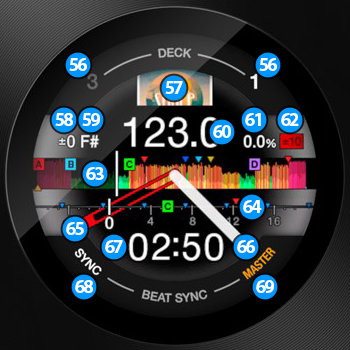 DECK
56 56
3 1
57
58 59 61 62
±0 F# 123.0 60 0.0% ±10
A B C D
63
C 64
65 0 4 8 12 16
67 02:50 66
SYNC MASTER
68 BEAT SYNC 69